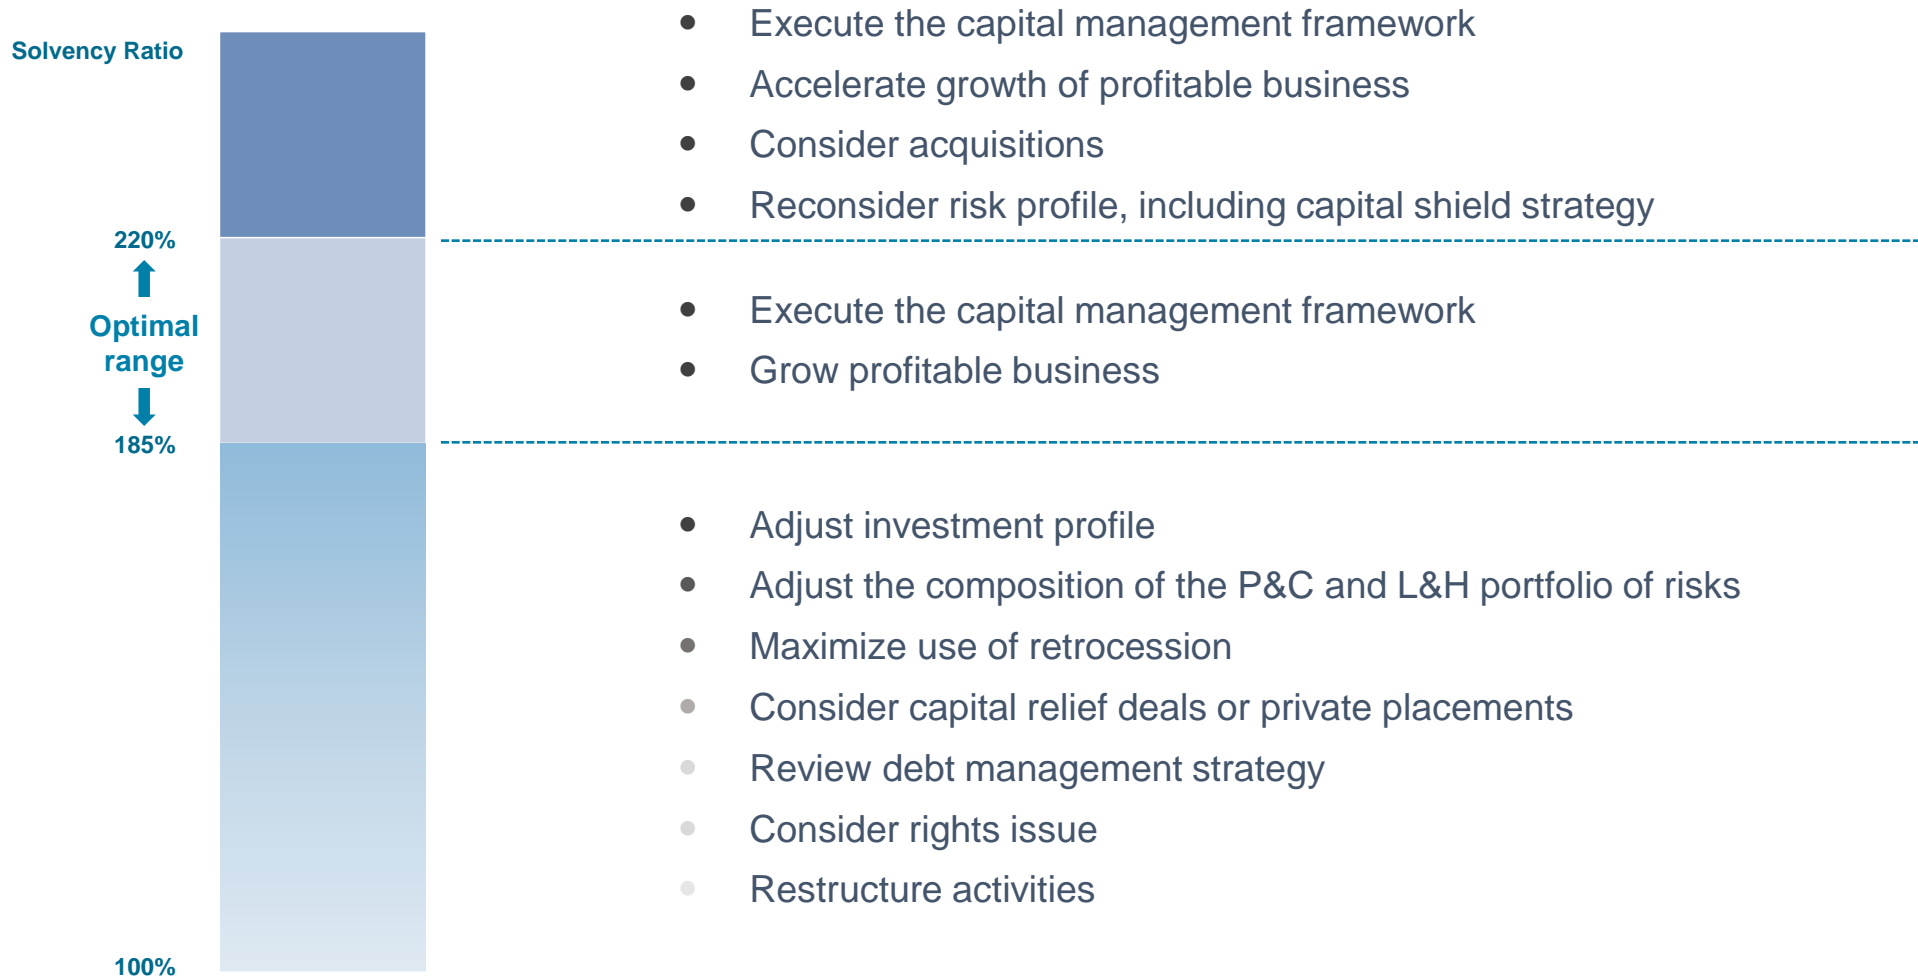 Solvency Ratio
• Execute the capital management framework
• Accelerate growth of profitable business
• Consider acquisitions
• Reconsider risk profile, including capital shield strategy
220%
Optimal
range
• Execute the capital management framework
• Grow profitable business
185%
• Adjust investment profile
• Adjust the composition of the P&C and L&H portfolio of risks
• Maximize use of retrocession
• Consider capital relief deals or private placements
• Review debt management strategy
• Consider rights issue
• Restructure activities
100%